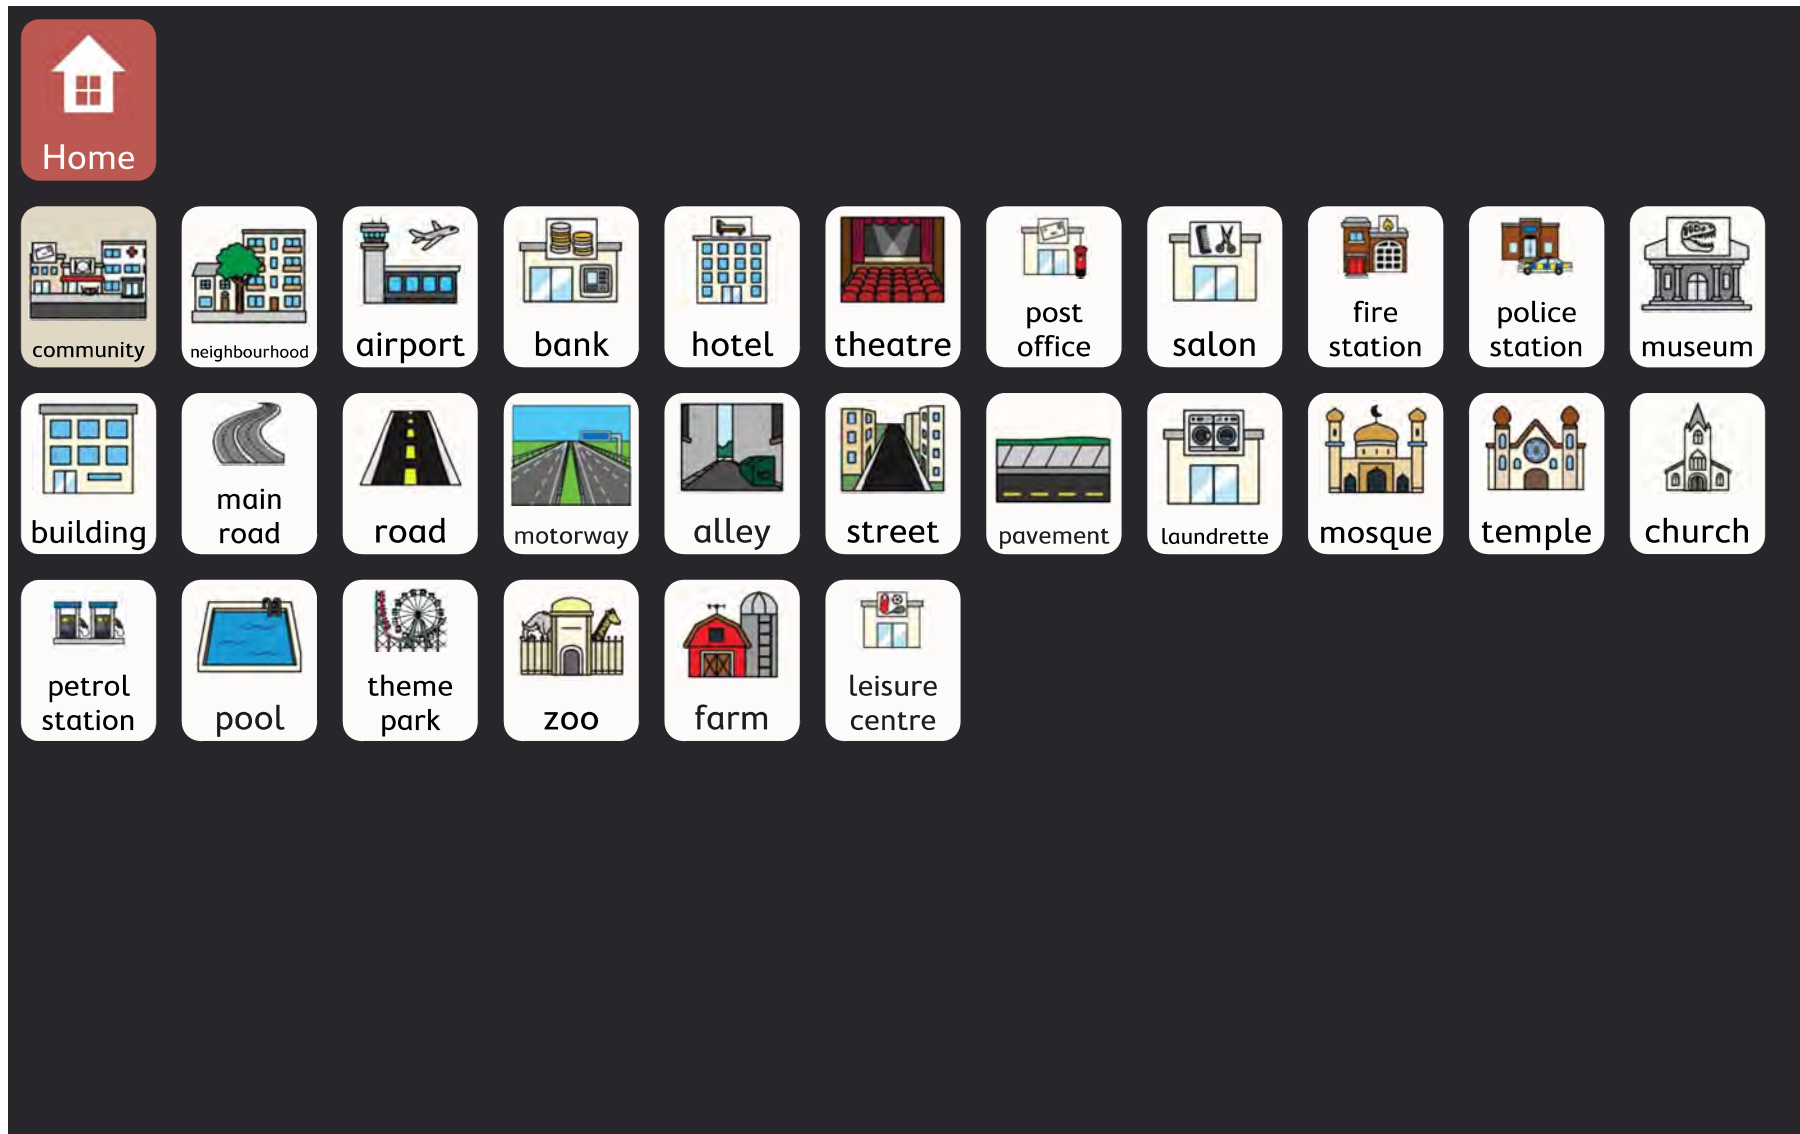 Home
community
neighbourhood
airport
bank
hotel
theatre
post
office
salon
fire
station
police
station
museum
building
main
road
road
motorway
alley
street
pavement
laundrette
mosque
temple
church
petrol
station
pool
theme
park
zoo
farm
leisure
centre